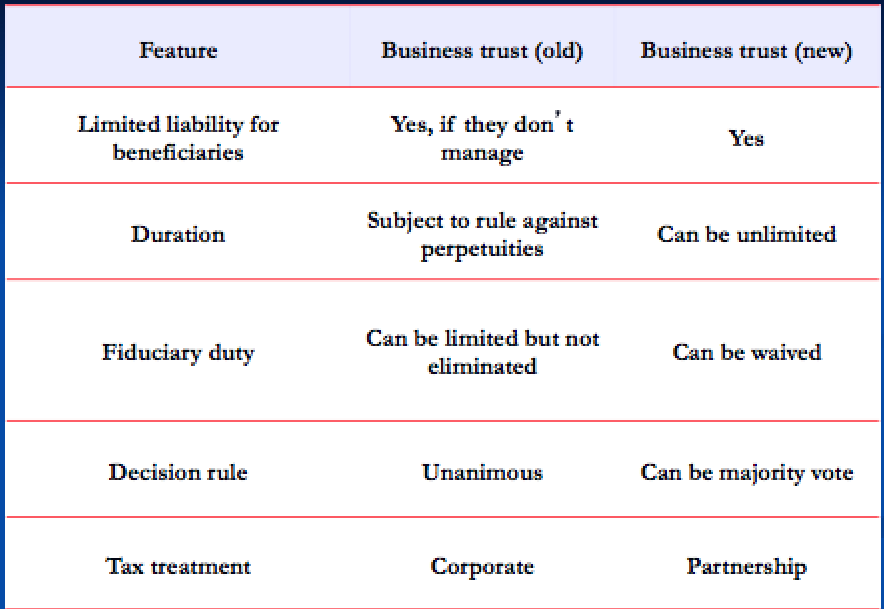 Feature Business trust (old) Business trust (new)
Limited liability for
beneficiaries
Yes, if they don’t
manage
Yes
Duration
Subject to rule against
perpetuities
Can be unlimited
Fiduciary duty
Can be limited but not
eliminated
Can be waived
Decision rule Unanimous Can be majority vote
Tax treatment Corporate Partnership